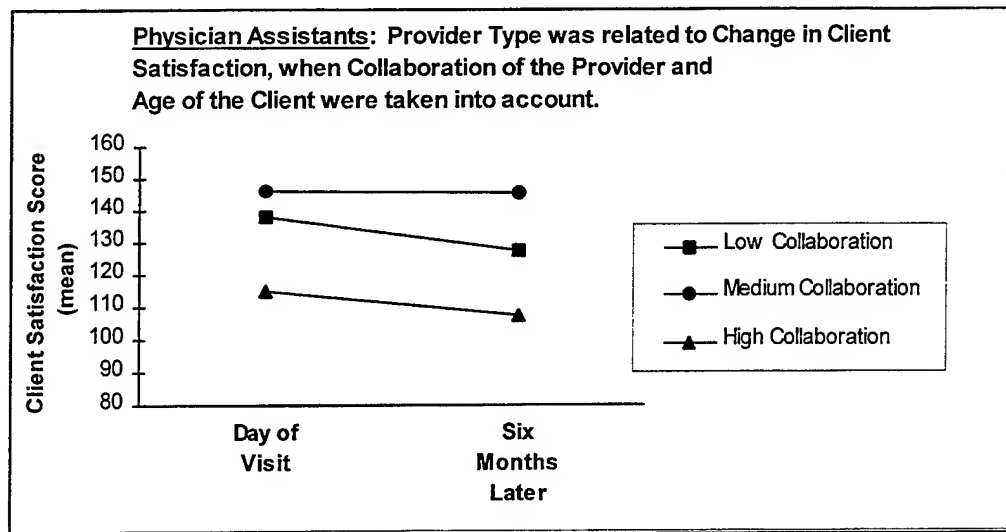 Physician Assistants: Provider Type was related to Change in Client
Satisfaction, when Collaboration of the Provider and
Age of the Client were taken into account.
Client Satisfaction Score
(mean)
160
150
140
130
120
110
100
90
80
Day of
Visit
Six
Months
Later
Low Collaboration
Medium Collaboration
High Collaboration